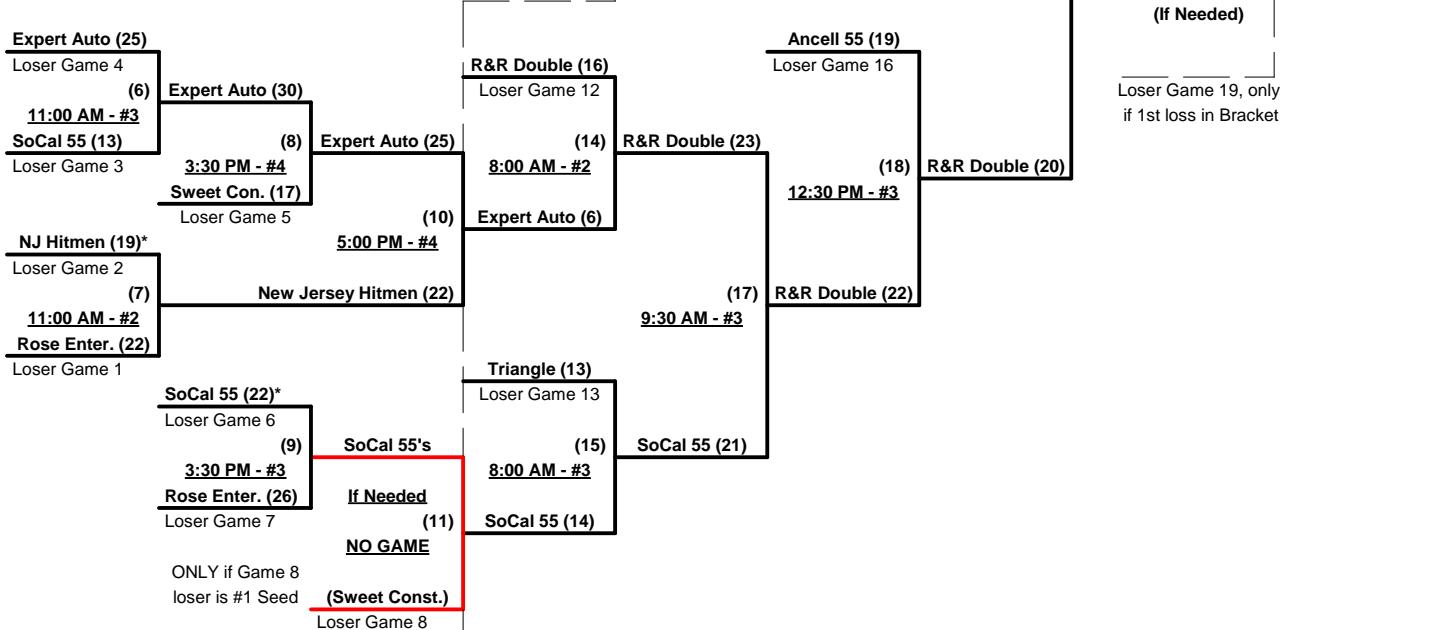 (If Needed)
Expert Auto (25)
Loser Game 4
(6)
11:00 AM - #3
SoCal 55 (13)
Loser Game 3
Expert Auto (30)
(8)
3:30 PM - #4
Sweet Con. (17)
Loser Game 5
Expert Auto (25)
(10)
5:00 PM - #4
NJ Hitmen (19)*
Loser Game 2
(7)
11:00 AM - #2
Rose Enter. (22)
Loser Game 1
New Jersey Hitmen (22)
SoCal 55 (22)*
Loser Game 6
(9)
3:30 PM - #3
Rose Enter. (26)
Loser Game 7
SoCal 55's
If Needed
(11)
NO GAME
ONLY if Game 8
loser is #1 Seed
(Sweet Const.)
Loser Game 8
R&R Double (16)
Loser Game 12
(14)
8:00 AM - #2
Expert Auto (6)
R&R Double (23)
(17)
9:30 AM - #3
Triangle (13)
Loser Game 13
(15)
8:00 AM - #3
SoCal 55 (14)
SoCal 55 (21)
Ancell 55 (19)
Loser Game 16
(18)
12:30 PM - #3
R&R Double (22)
R&R Double (20)
Loser Game 19, only
if 1st loss in Bracket